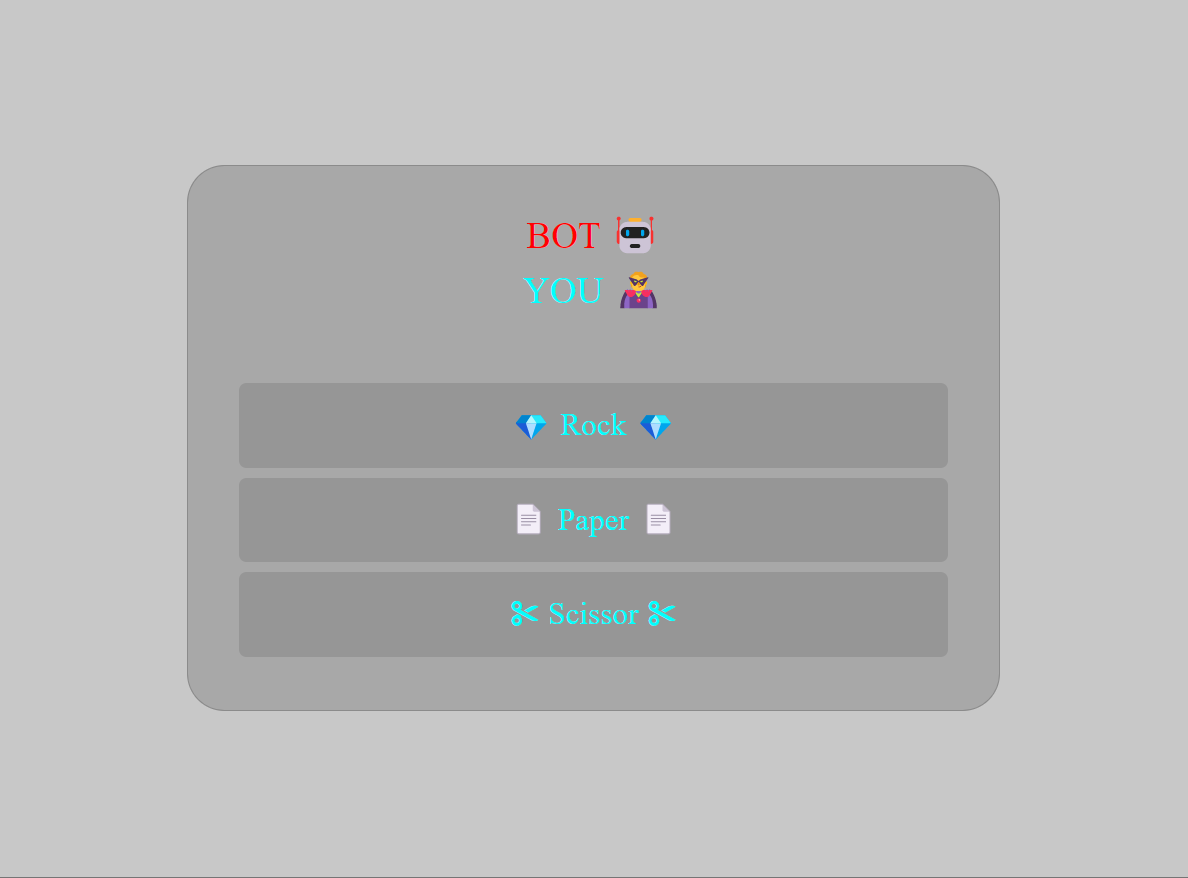 BOT 🤖
YOU 🦹
💎 Rock 💎
📄 Paper 📄
✂ Scissor ✂